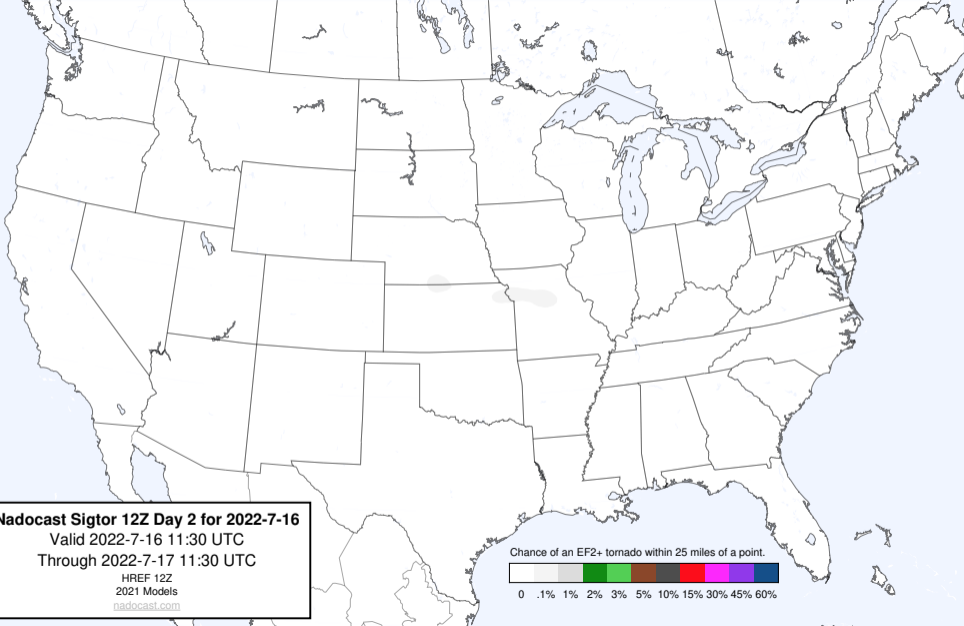 Nadocast Sigtor 12Z Day 2 for 2022-7-16
Valid 2022-7-16 11:30 UTC
Through 2022-7-17 11:30 UTC
HREF 12Z
2021 Models
nadocast.com
Chance of an EF2+ tornado within 25 miles of a point.
0 .1% 1% 2% 3% 5% 10% 15% 30% 45% 60%